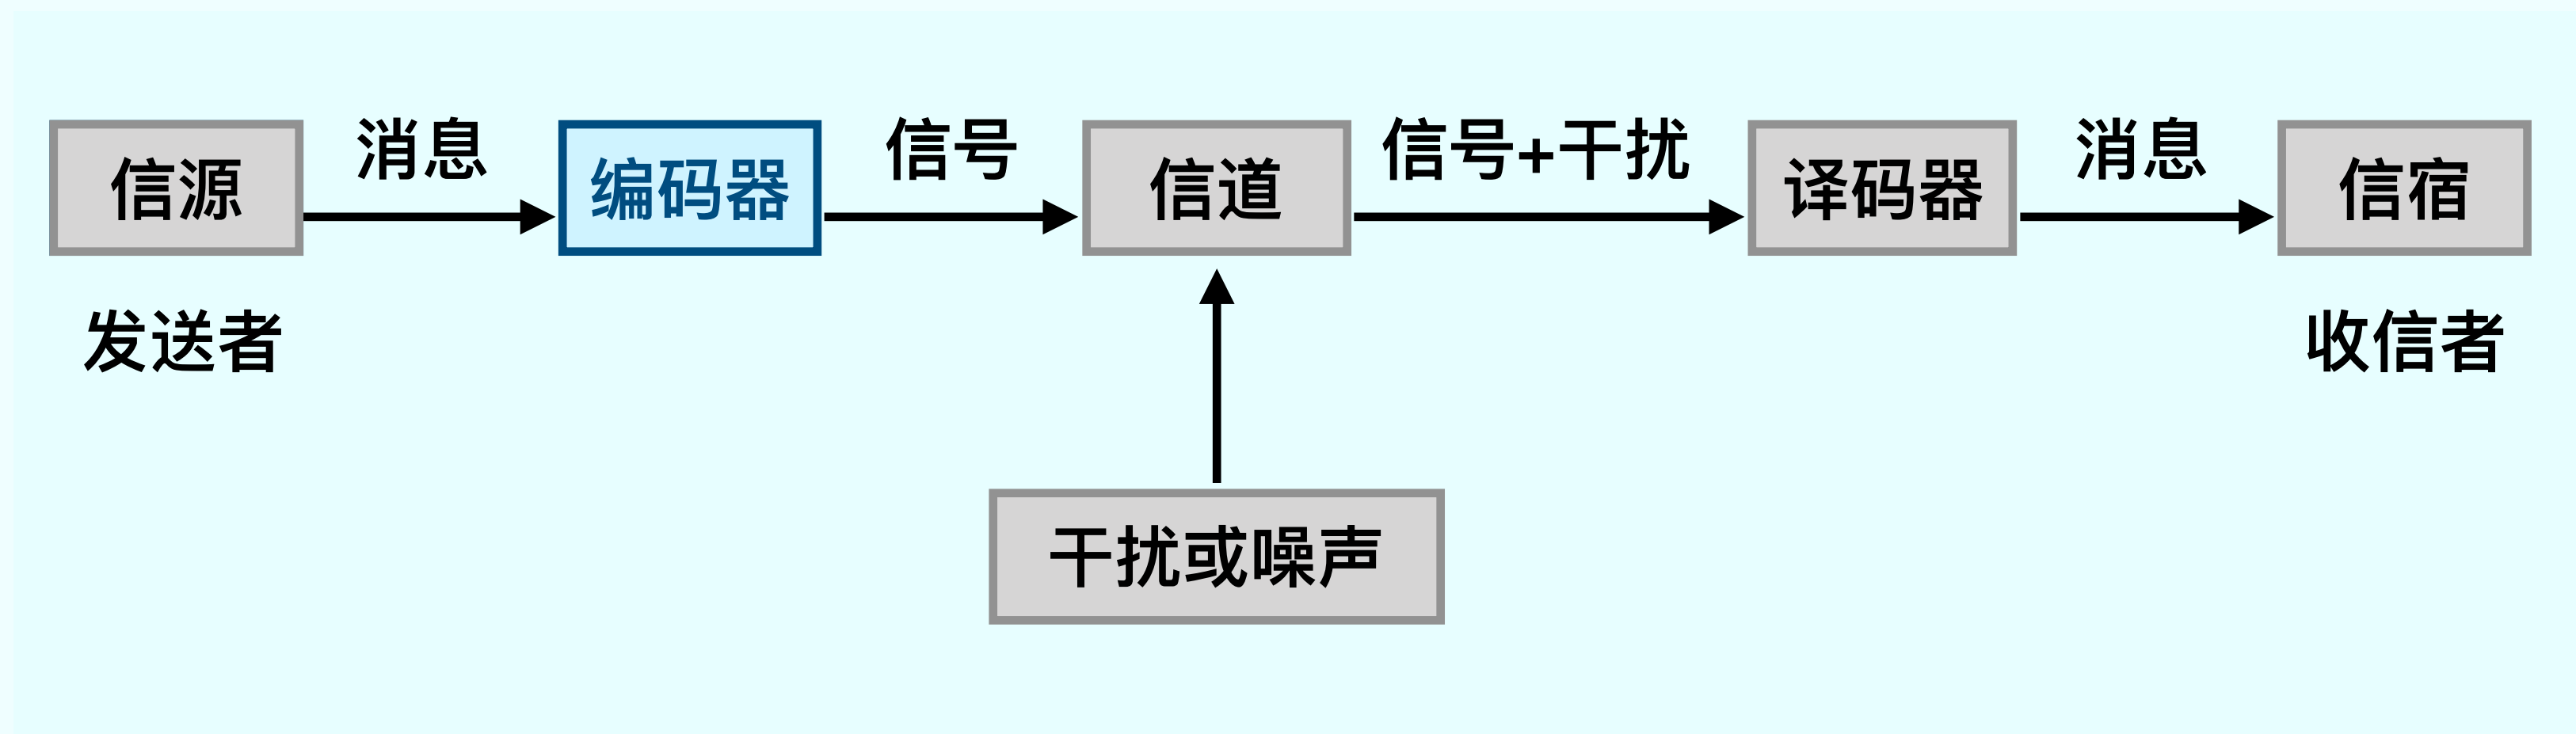 信源
消息
编码器
信号
信道
信号+干扰
译码器
消息
信宿
发送者
收信者
干扰或噪声